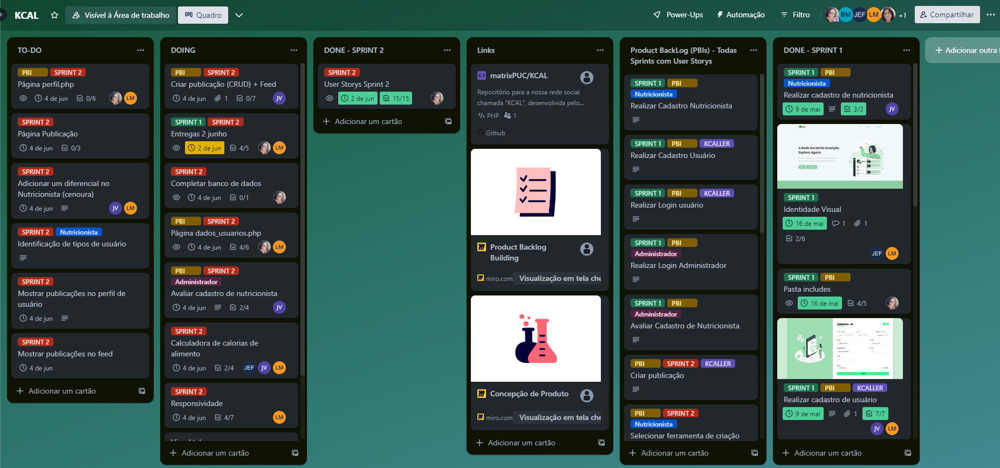 KCAL
Visível à Área de trabalho
Quadro
Power-Ups
Automação
Filtro
BM
JEF
LM
+1
Compartilhar
TO-DO
PBI SPRINT 2
Página perfil.php
4 de jun 0/6 LM
SPRINT 2
Página Publicação
4 de jun 0/3
SPRINT 2
Adicionar um diferencial no
Nutricionista (cenoura)
4 de jun JV LM
SPRINT 2 Nutricionista
Identificação de tipos de usuário
SPRINT 2
Mostrar publicações no perfil de
usuário
4 de jun
SPRINT 2
Mostrar publicações no feed
4 de jun
Adicionar um cartão
DOING
PBI SPRINT 2
Criar publicação (CRUD) + Feed
4 de jun 1 0/7 JV
SPRINT 1 SPRINT 2
Entregas 2 junho
2 de jun 4/5 LM
SPRINT 2
Completar banco de dados
4 de jun 0/1
PBI SPRINT 2
Página dados_usuarios.php
4 de jun 4/6 LM
PBI SPRINT 2
Administrador
Avaliar cadastro de nutricionista
4 de jun 2/4 JV
SPRINT 2
Calculadora de calorias de
alimento
4 de jun 2/4 JEF JV LM
SPRINT 2
Responsividade
4 de jun 4/7 LM
Adicionar um cartão
DONE - SPRINT 2
SPRINT 2
User Storys Sprint 2
2 de jun 15/15
Adicionar um cartão
Links
matrixPUC/KCAL
Repositório para a nossa rede social
chamada "KCAL", desenvolvida pelo...
PHP 1
Github
Product Backlog
Building
miro.com Visualização em tela che
Concepção de Produto
miro.com Visualização em tela che
Adicionar um cartão
Product BackLog (PBIs) - Todas
Sprints com User Storys
SPRINT 1 PBI
Nutricionista
Realizar Cadastro Nutricionista
SPRINT 1 PBI KCALLER
Realizar Cadastro Usuário
SPRINT 1 PBI KCALLER
Realizar Login usuário
SPRINT 1 PBI
Administrador
Realizar Login Administrador
SPRINT 1 PBI
Administrador
Avaliar Cadastro de Nutricionista
PBI SPRINT 2 KCALLER
Criar publicação
PBI SPRINT 2
Nutricionista
Selecionar ferramenta de criação
Adicionar um cartão
DONE - SPRINT 1
SPRINT 1 PBI
Nutricionista
Realizar cadastro de nutricionista
9 de mai 3/3 JV
A Rede Social De Nutrição
Explore Agora.
SPRINT 1
Identidade Visual
16 de mai 1 1
2/6
JEF LM
SPRINT 1 PBI
Pasta includes
16 de mai 4/5
Cadastre-se
SPRINT 1 PBI KCALLER
Realizar cadastro de usuário
9 de mai 1 7/7
JV LM
Adicionar um cartão
Adicionar outra